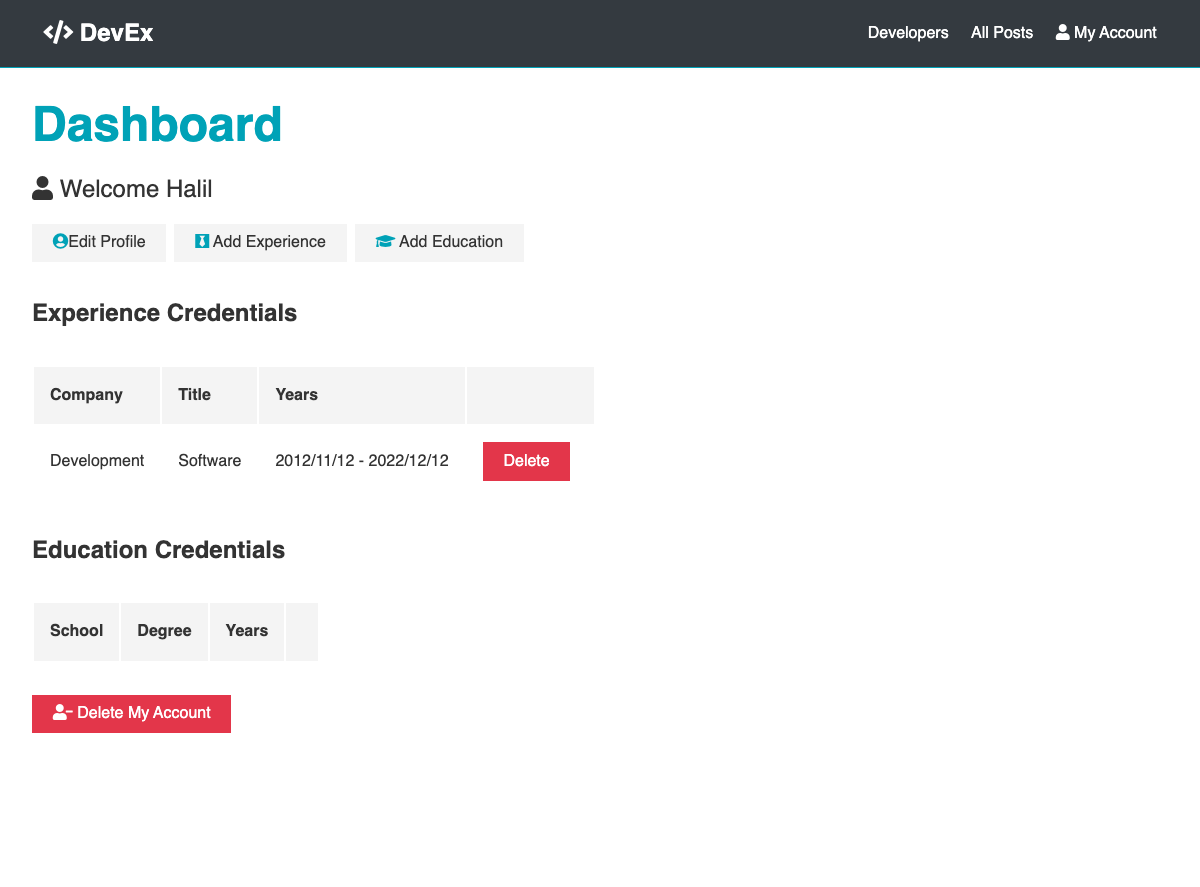 DevEx Developers All Posts My Account
Dashboard
Welcome Halil
Edit Profile Add Experience Add Education
Experience Credentials
Company Title Years
Development Software 2012/11/12 - 2022/12/12 Delete
Education Credentials
School Degree Years
Delete My Account